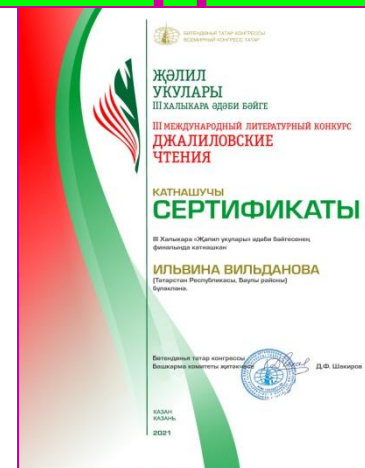 БӨТЕНДӨНЬЯ ТАТАР КОНГРЕССЫ
ВСЕМИРНЫЙ КОНГРЕСС ТАТАР
ҖӘЛИЛ
УКУЛАРЫ
III ХАЛЫКАРА ӘДӘБИ БӘЙГЕ
III МЕЖДУНАРОДНЫЙ ЛИТЕРАТУРНЫЙ КОНКУРС
ДЖАЛИЛОВСКИЕ
ЧТЕНИЯ
КАТНАШУЧЫ
СЕРТИФИКАТЫ
III Халыкара «Җәлил укулары» әдәби бәйгесенең
финалында катнашкан
ИЛЬВИНА ВИЛЬДАНОВА
(Татарстан Республикасы, Баулы районы)
бүләкләнә.
Бөтендөнья татар конгрессы
Башкарма комитеты җитәкчесе Д.Ф. Шакиров
КАЗАН
КАЗАНЬ
2021